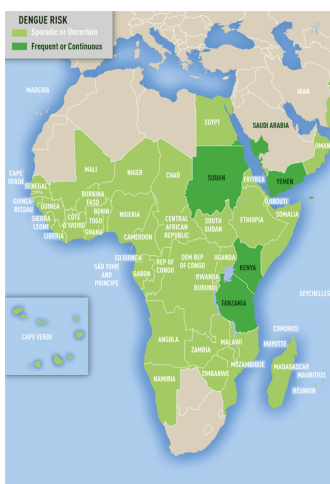 DENGUE RISK
Sporadic or Uncertain
Frequent or Continuous
MADEIRA
IRAN
EGYPT
SAUDI ARABIA
OMAN
CAPE
VERDE
MALI
NIGER
CHAD
SUDAN
ERITREA
YEMEN
SENEGAL
GUINEA-
BISSAU
GUINEA
BURKINA
FASO
BENIN
TOGO
DJIBOUTI
SOMALIA
SIERRA
LEONE
LIBERIA
CÔTE
D'IVOIRE
GHANA
NIGERIA
CAMEROON
CENTRAL
AFRICAN
REPUBLIC
SOUTH
SUDAN
ETHIOPIA
EQ GUINEA
SÃO TOMÉ
AND
PRINCIPE
GABON
REP OF
CONGO
DEM REP
OF CONGO
UGANDA
KENYA
RWANDA
BURUNDI
TANZANIA
SEYCHELLES
CAPE VERDE
COMOROS
ANGOLA
MALAWI
MAYOTTE
ZAMBIA
MOZAMBIQUE
MADAGASCAR
MAURITIUS
ZIMBABWE
NAMIBIA
RÉUNION